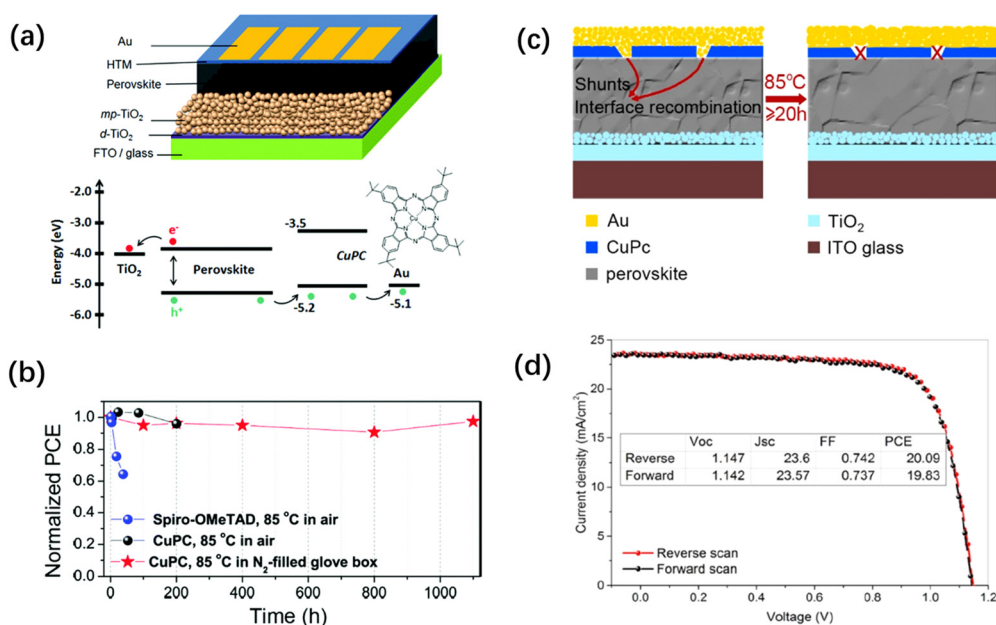 (a)
Au
HTM
Perovskite
mp-TiO₂
d-TiO₂
FTO / glass
Energy (eV)
-2.0
-3.0
-4.0
-5.0
-6.0
TiO₂
e⁻
Perovskite
h⁺
-3.5
CuPC
-5.2
Au
-5.1
N
N
N
N
N
Cu
N
N
N
(b)
Normalized PCE
1.0
0.8
0.6
0.4
0.2
0.0
Spiro-OMeTAD, 85 °C in air
CuPC, 85 °C in air
CuPC, 85 °C in N₂-filled glove box
0 200 400 600 800 1000
Time (h)
(c)
Shunts
Interface recombination
85°C
≥20h
X X
Au
CuPc
perovskite
TiO₂
ITO glass
(d)
Current density (mA/cm²)
25
20
15
10
5
0
Voc Jsc FF PCE
Reverse 1.147 23.6 0.742 20.09
Forward 1.142 23.57 0.737 19.83
Reverse scan
Forward scan
0.0 0.2 0.4 0.6 0.8 1.0 1.2
Voltage (V)